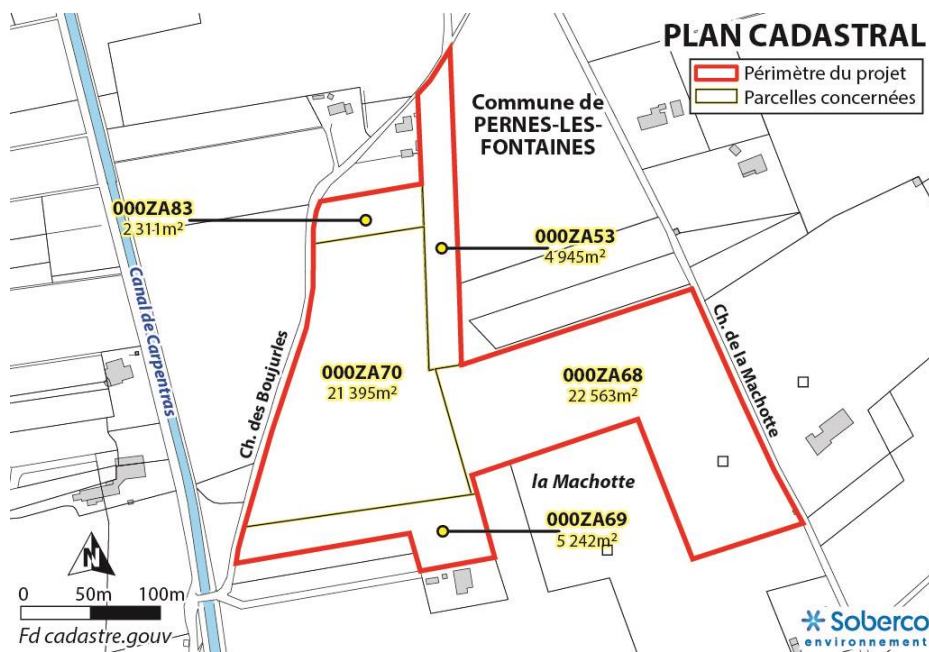 PLAN CADASTRAL
Périmètre du projet
Parcelles concernées
Commune de
PERNES-LES-
FONTAINES
000ZA83
2 311m²
000ZA53
4 945m²
Canal de Carpentras
Ch. des Boujurles
000ZA70
21 395m²
000ZA68
22 563m²
Ch. de la Machotte
la Machotte
000ZA69
5 242m²
N
0 50m 100m
Fd cadastre.gouv
Soberco
environnement